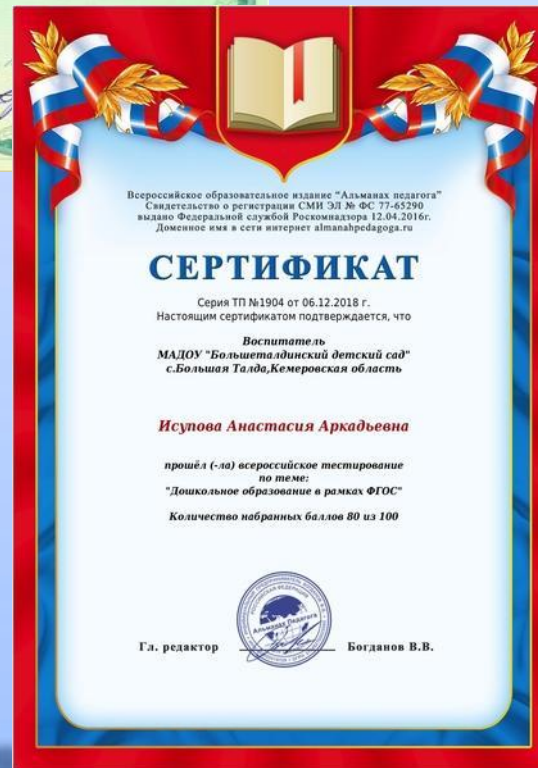 Всероссийское образовательное издание "Альманах педагога"
Свидетельство о регистрации СМИ ЭЛ № ФС 77-65290
выдано Федеральной службой Роскомнадзора 12.04.2016г.
Доменное имя в сети интернет almanahpedagoga.ru
СЕРТИФИКАТ
Серия ТП №1904 от 06.12.2018 г.
Настоящим сертификатом подтверждается, что
Воспитатель
МАДОУ "Большеталдинский детский сад"
с.Большая Талда,Кемеровская область
Исупова Анастасия Аркадьевна
прошёл (-ла) всероссийское тестирование
по теме:
"Дошкольное образование в рамках ФГОС"
Количество набранных баллов 80 из 100
Альманах Педагога
Гл. редактор Богданов В.В.